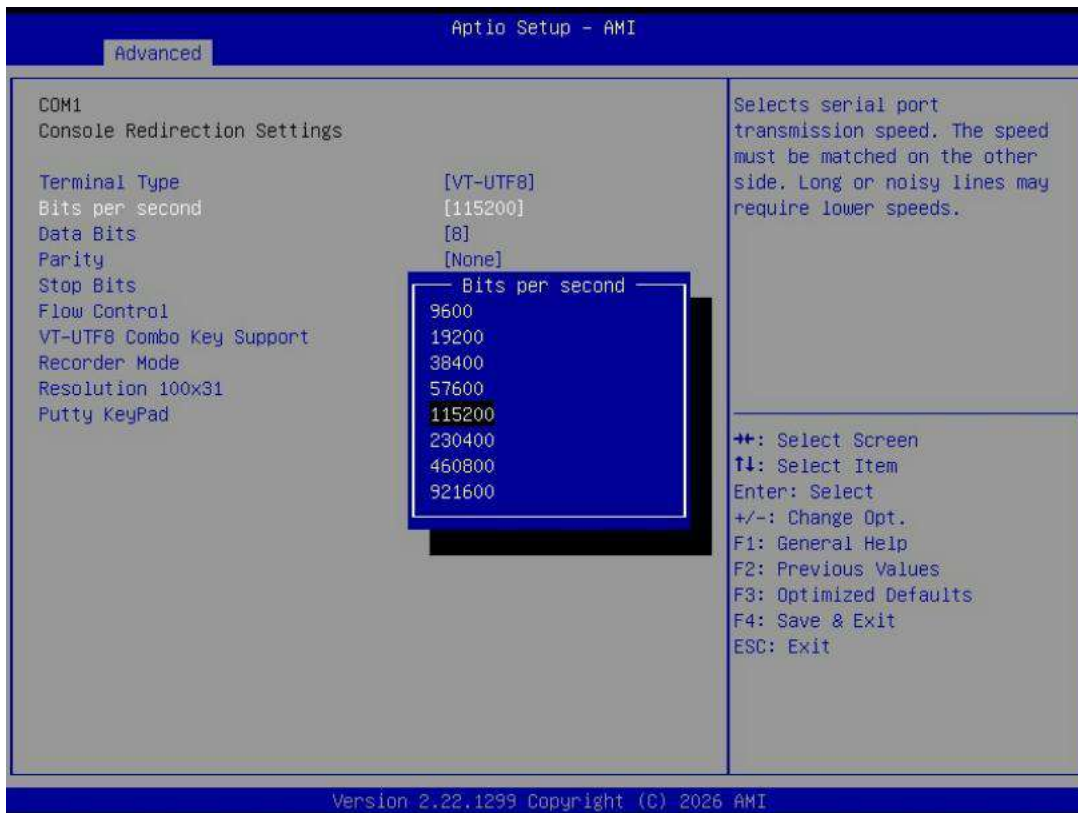 Aptio Setup - AMI
Advanced
COM1
Console Redirection Settings
Terminal Type [VT-UTF8]
Bits per second [115200]
Data Bits [8]
Parity [None]
Stop Bits
Flow Control
VT-UTF8 Combo Key Support
Recorder Mode
Resolution 100x31
Putty KeyPad
Bits per second
9600
19200
38400
57600
115200
230400
460800
921600
Selects serial port
transmission speed. The speed
must be matched on the other
side. Long or noisy lines may
require lower speeds.
→←: Select Screen
↑↓: Select Item
Enter: Select
+/-: Change Opt.
F1: General Help
F2: Previous Values
F3: Optimized Defaults
F4: Save & Exit
ESC: Exit
Version 2.22.1299 Copyright (C) 2026 AMI